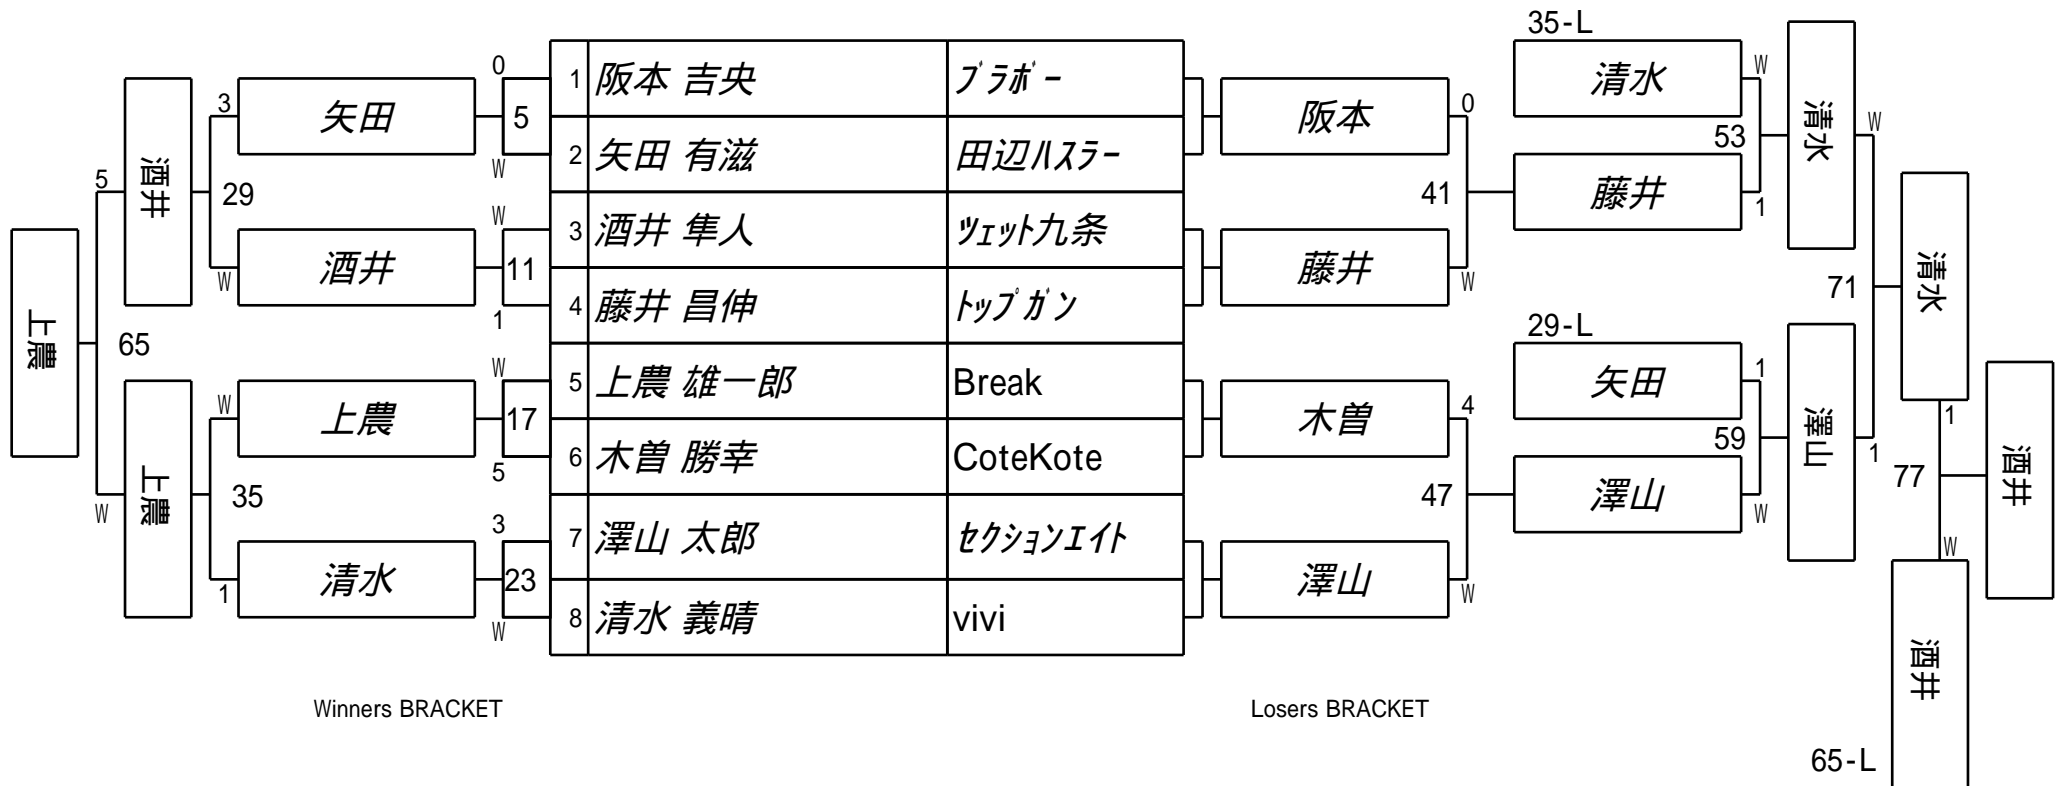 35-L
0
1 阪本 吉央 ブラボー
清水
W
3
矢田
5
阪本
0
清水
W
酒井
2 矢田 有滋 田辺ハスラー
53
5
W
29
41
藤井
1
W
3 酒井 隼人 ツェット九条
清水
酒井
11
藤井
W
W
1
4 藤井 昌伸 トップガン
71
上農
65
29-L
W
5 上農 雄一郎 Break
矢田
1
W
上農
17
木曽
4
澤山
1
59
1
5
6 木曽 勝幸 CoteKote
酒井
上農
35
47
澤山
W
77
W
3
7 澤山 太郎 セクションエイト
W
1
清水
23
澤山
W
W
8 清水 義晴 vivi
酒井
Winners BRACKET
Losers BRACKET
65-L